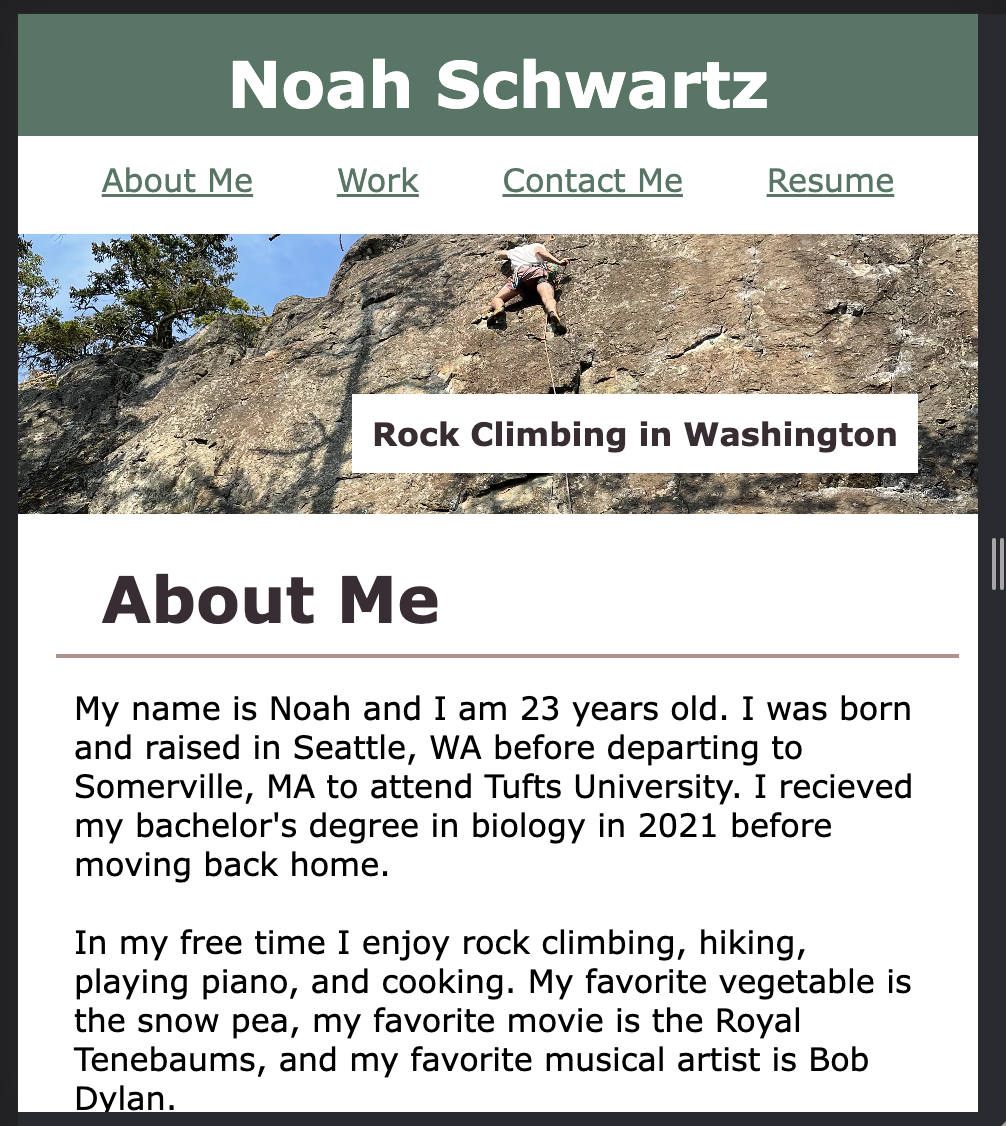 Noah Schwartz
About Me Work Contact Me Resume
Rock Climbing in Washington
About Me
My name is Noah and I am 23 years old. I was born
and raised in Seattle, WA before departing to
Somerville, MA to attend Tufts University. I recieved
my bachelor's degree in biology in 2021 before
moving back home.
In my free time I enjoy rock climbing, hiking,
playing piano, and cooking. My favorite vegetable is
the snow pea, my favorite movie is the Royal
Tenebaums, and my favorite musical artist is Bob
Dylan.